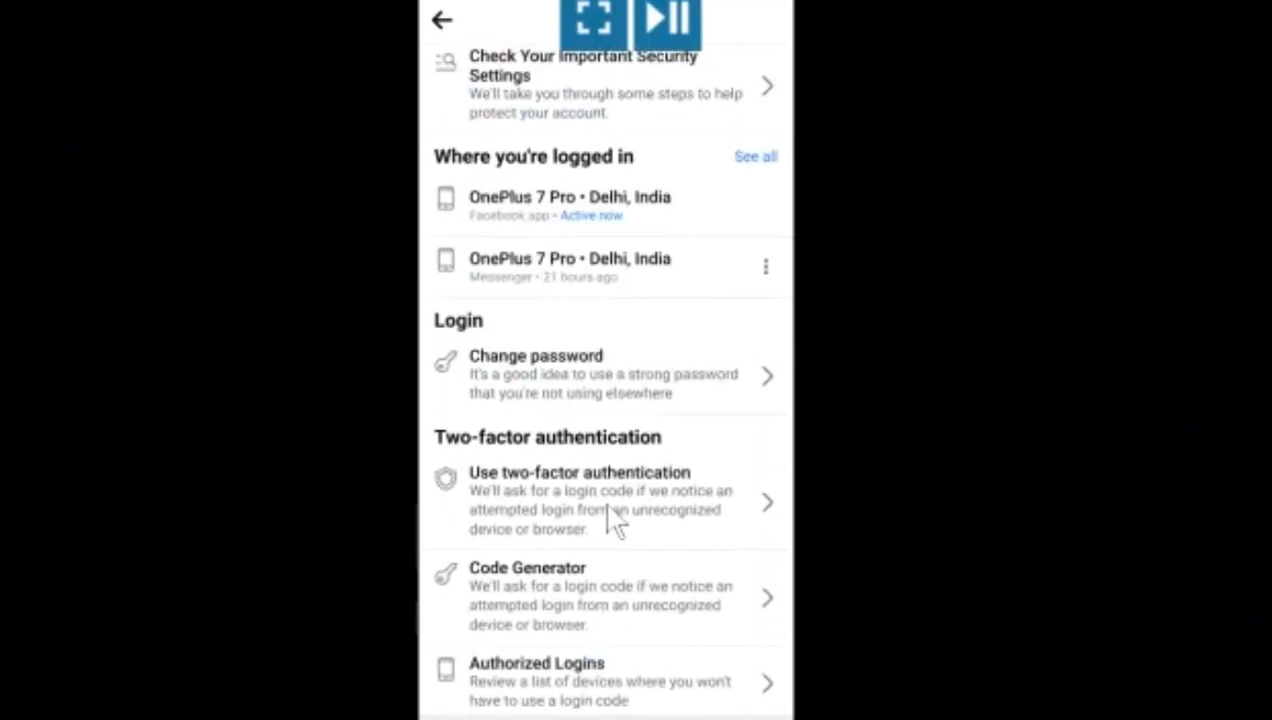 Check Your Important Security
Settings
We'll take you through some steps to help
protect your account.
Where you're logged in
See all
OnePlus 7 Pro • Delhi, India
Facebook app • Active now
OnePlus 7 Pro • Delhi, India
Messenger • 21 hours ago
Login
Change password
It's a good idea to use a strong password
that you're not using elsewhere
Two-factor authentication
Use two-factor authentication
We'll ask for a login code if we notice an
attempted login from an unrecognized
device or browser.
Code Generator
We'll ask for a login code if we notice an
attempted login from an unrecognized
device or browser.
Authorized Logins
Review a list of devices where you won't
have to use a login code